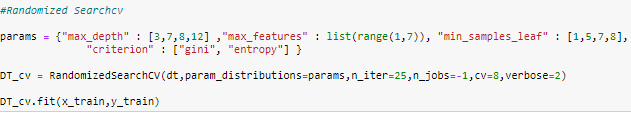 #Randomized Searchcv
params = {"max_depth" : [3,7,8,12] ,"max_features" : list(range(1,7)), "min_samples_leaf" : [1,5,7,8],
"criterion" : ["gini", "entropy"] }
DT_cv = RandomizedSearchCV(dt,param_distributions=params,n_iter=25,n_jobs=-1,cv=8,verbose=2)
DT_cv.fit(x_train,y_train)